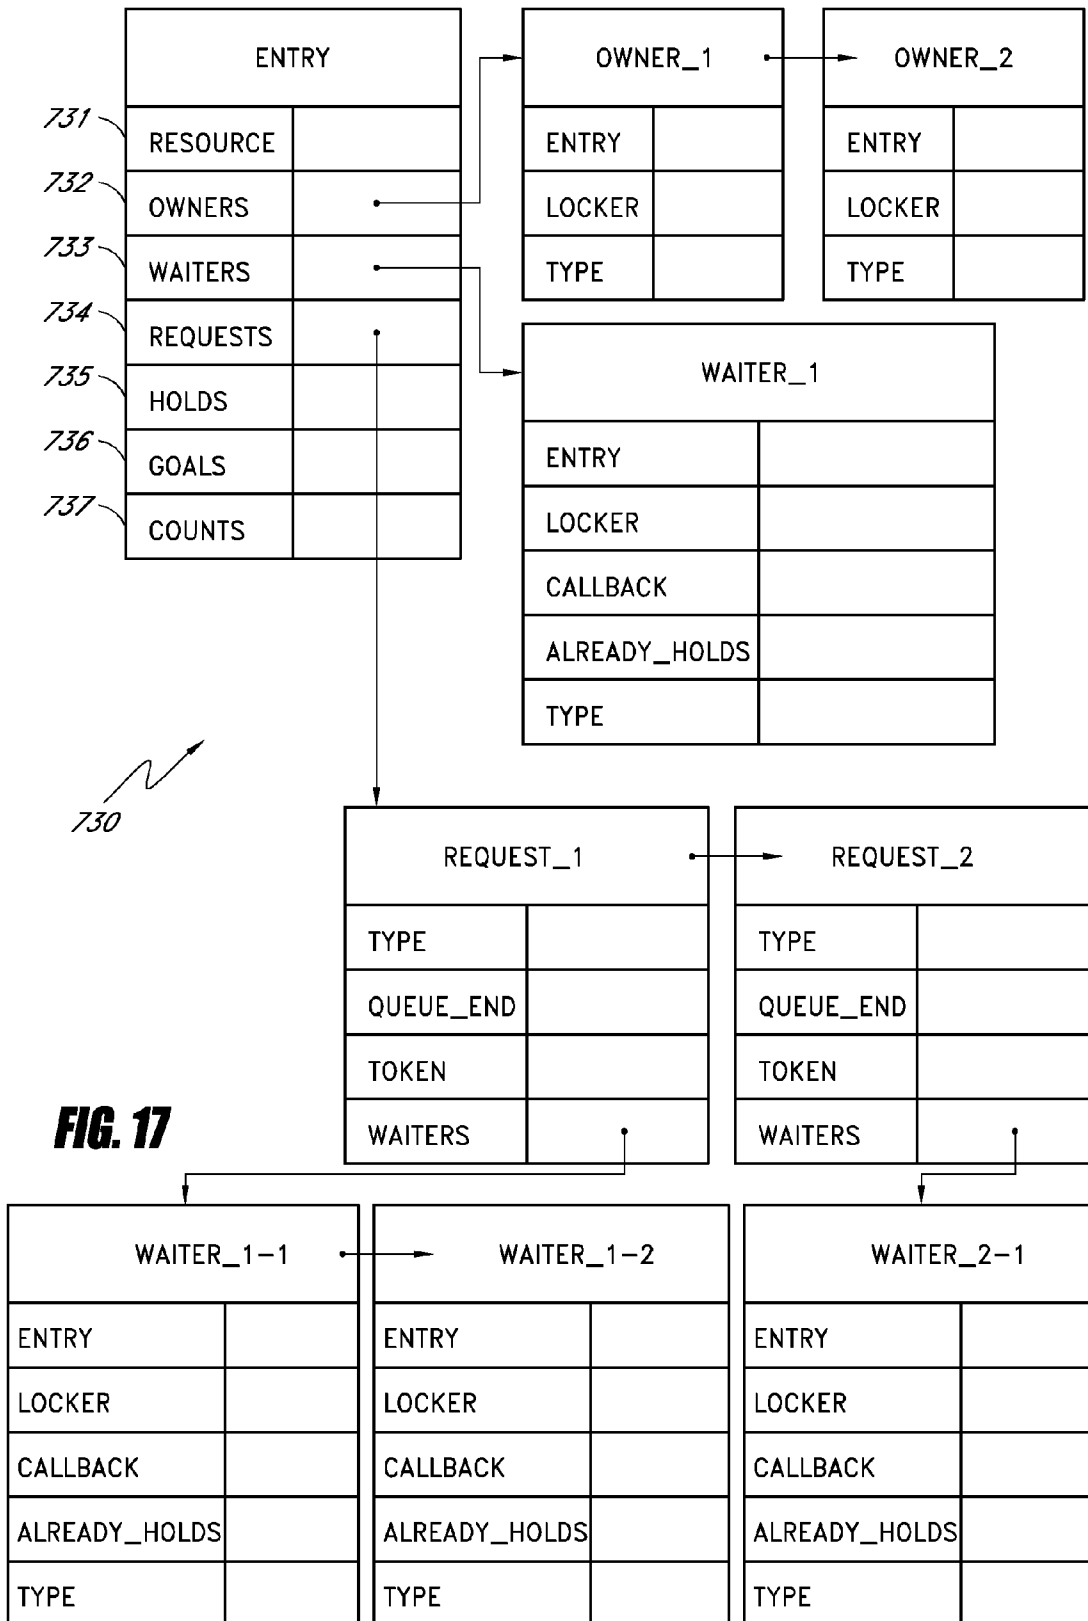 ENTRY
731 RESOURCE
732 OWNERS
733 WAITERS
734 REQUESTS
735 HOLDS
736 GOALS
737 COUNTS
OWNER_1
ENTRY
LOCKER
TYPE
OWNER_2
ENTRY
LOCKER
TYPE
WAITER_1
ENTRY
LOCKER
CALLBACK
ALREADY_HOLDS
TYPE
730
REQUEST_1
TYPE
QUEUE_END
TOKEN
WAITERS
REQUEST_2
TYPE
QUEUE_END
TOKEN
WAITERS
FIG. 17
WAITER_1-1
ENTRY
LOCKER
CALLBACK
ALREADY_HOLDS
TYPE
WAITER_1-2
ENTRY
LOCKER
CALLBACK
ALREADY_HOLDS
TYPE
WAITER_2-1
ENTRY
LOCKER
CALLBACK
ALREADY_HOLDS
TYPE